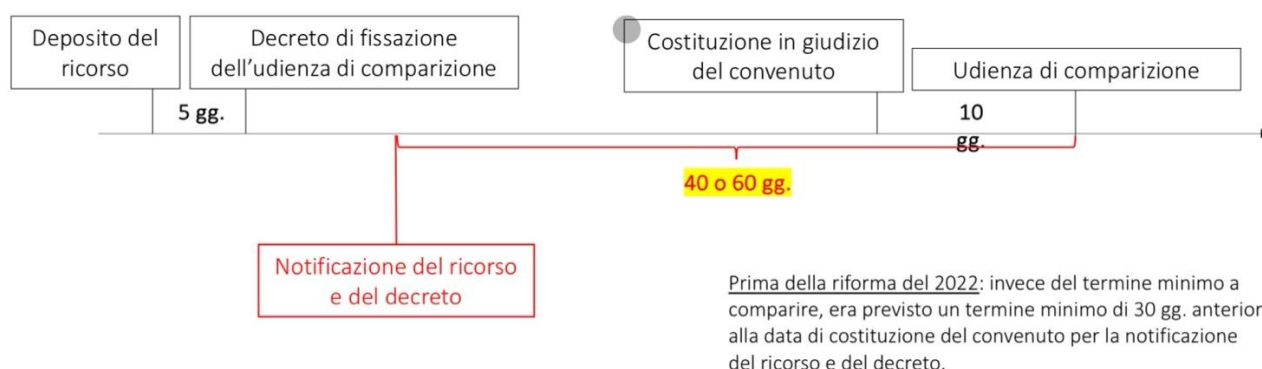 Deposito del
ricorso
Decreto di fissazione
dell’udienza di comparizione
Costituzione in giudizio
del convenuto
Udienza di comparizione
5 gg.
10
gg.
40 o 60 gg.
Notificazione del ricorso
e del decreto
Prima della riforma del 2022: invece del termine minimo a
comparire, era previsto un termine minimo di 30 gg. anterior
alla data di costituzione del convenuto per la notificazione
del ricorso e del decreto.